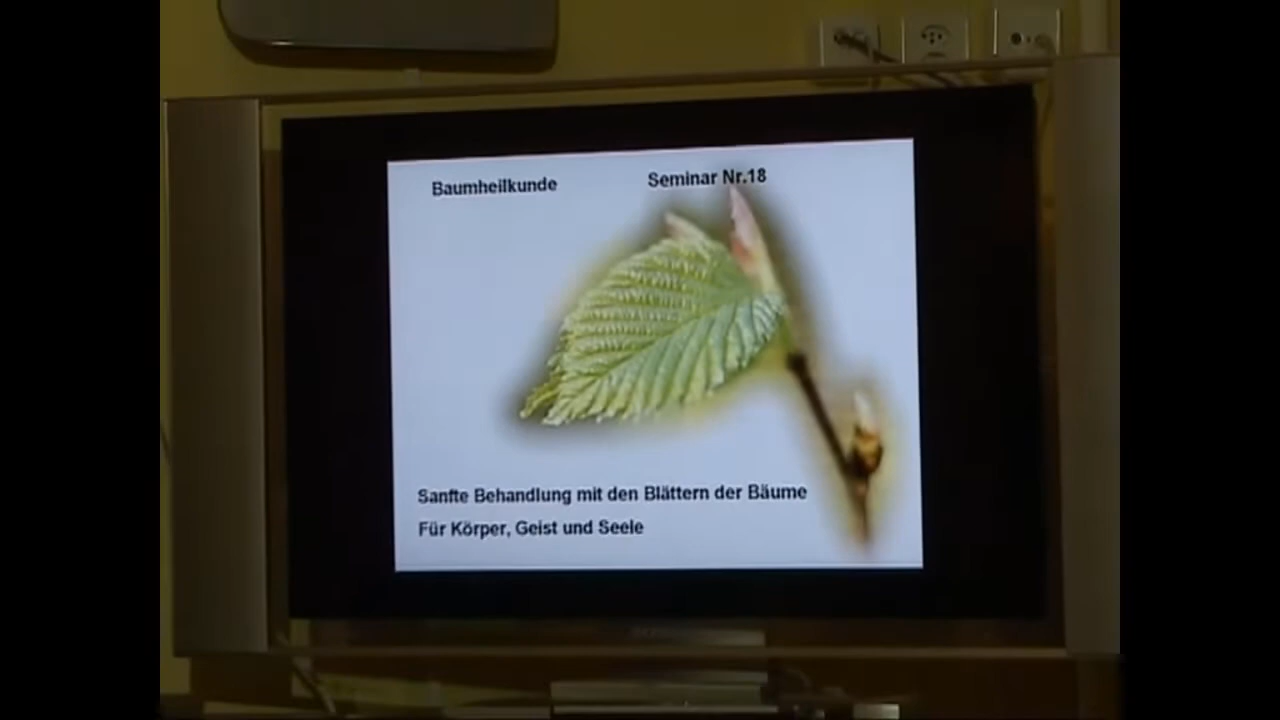 Baumheilkunde Seminar Nr.18
Sanfte Behandlung mit den Blättern der Bäume
Für Körper, Geist und Seele